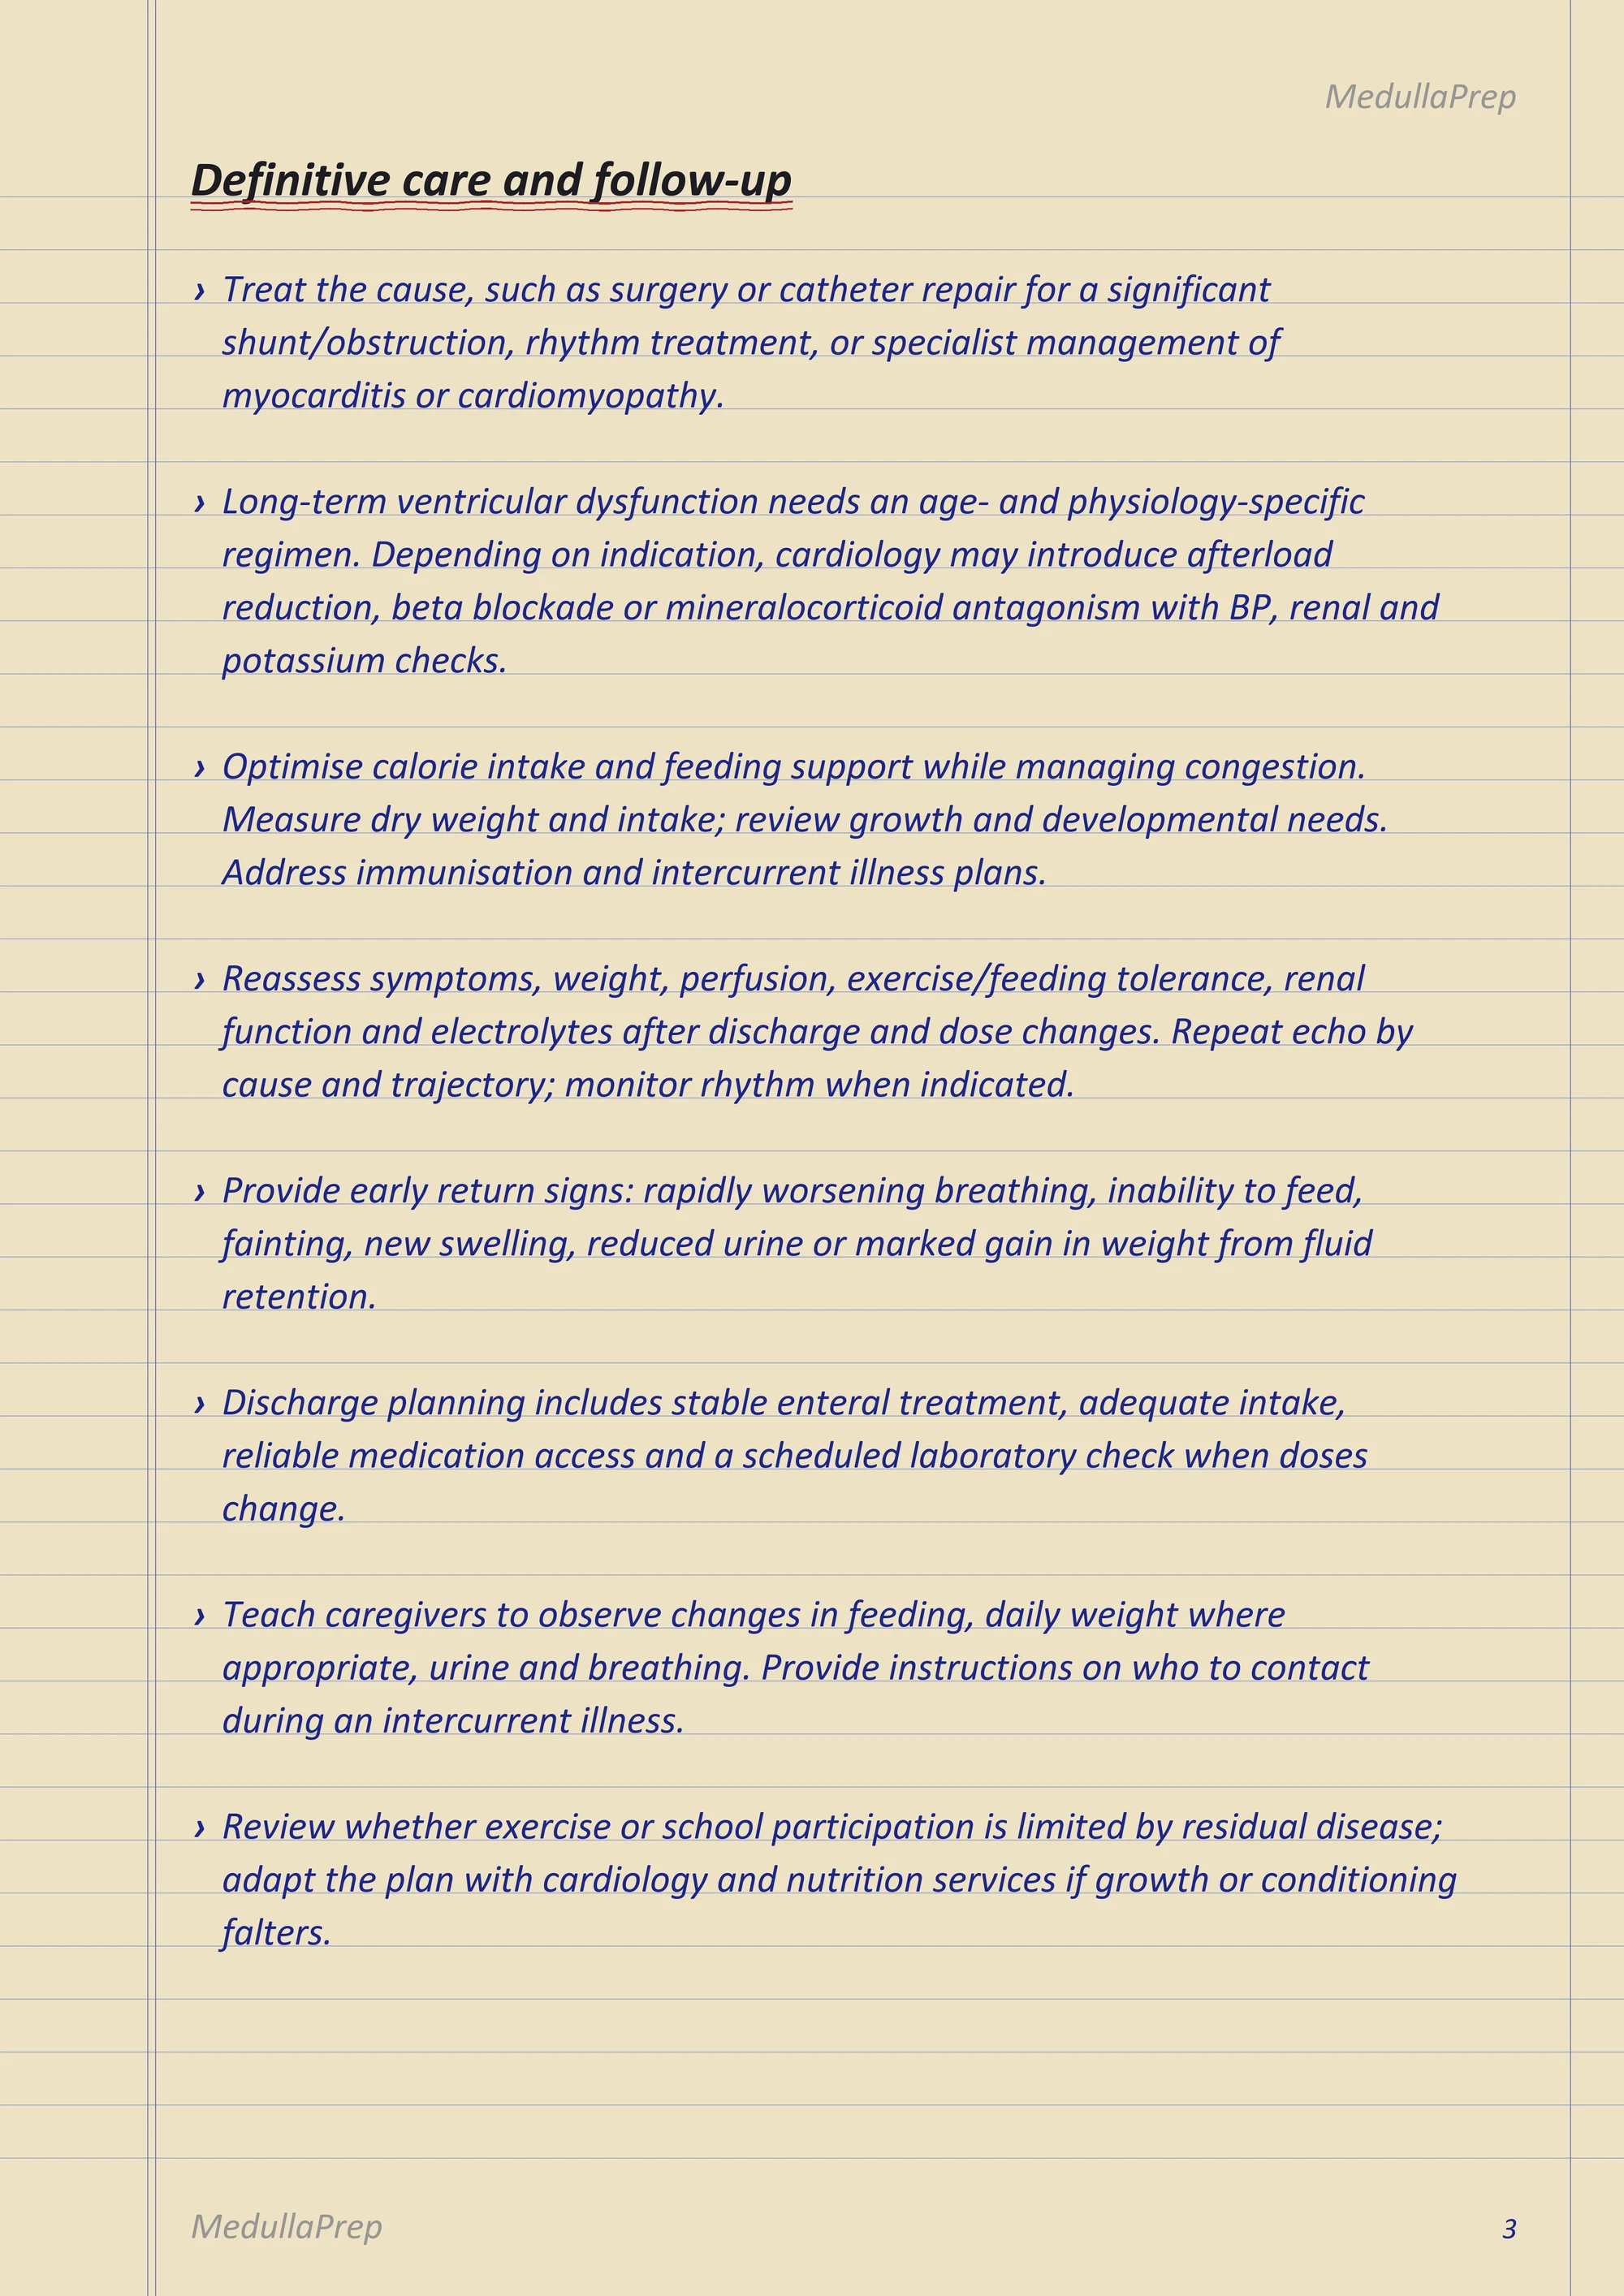 MedullaPrep
Definitive care and follow-up
› Treat the cause, such as surgery or catheter repair for a significant
shunt/obstruction, rhythm treatment, or specialist management of
myocarditis or cardiomyopathy.
› Long-term ventricular dysfunction needs an age- and physiology-specific
regimen. Depending on indication, cardiology may introduce afterload
reduction, beta blockade or mineralocorticoid antagonism with BP, renal and
potassium checks.
› Optimise calorie intake and feeding support while managing congestion.
Measure dry weight and intake; review growth and developmental needs.
Address immunisation and intercurrent illness plans.
› Reassess symptoms, weight, perfusion, exercise/feeding tolerance, renal
function and electrolytes after discharge and dose changes. Repeat echo by
cause and trajectory; monitor rhythm when indicated.
› Provide early return signs: rapidly worsening breathing, inability to feed,
fainting, new swelling, reduced urine or marked gain in weight from fluid
retention.
› Discharge planning includes stable enteral treatment, adequate intake,
reliable medication access and a scheduled laboratory check when doses
change.
› Teach caregivers to observe changes in feeding, daily weight where
appropriate, urine and breathing. Provide instructions on who to contact
during an intercurrent illness.
› Review whether exercise or school participation is limited by residual disease;
adapt the plan with cardiology and nutrition services if growth or conditioning
falters.
MedullaPrep
3